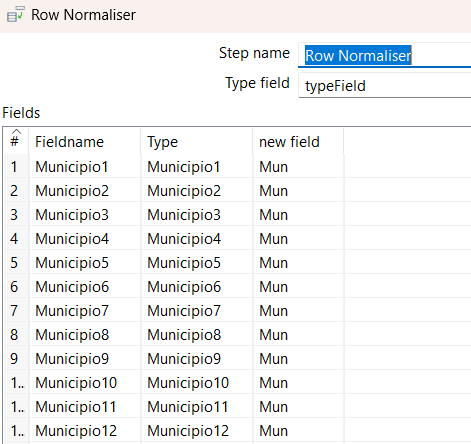 Row Normaliser
Step name Row Normaliser
Type field typeField
Fields
# Fieldname Type new field
1 Municipio1 Municipio1 Mun
2 Municipio2 Municipio2 Mun
3 Municipio3 Municipio3 Mun
4 Municipio4 Municipio4 Mun
5 Municipio5 Municipio5 Mun
6 Municipio6 Municipio6 Mun
7 Municipio7 Municipio7 Mun
8 Municipio8 Municipio8 Mun
9 Municipio9 Municipio9 Mun
1.. Municipio10 Municipio10 Mun
1.. Municipio11 Municipio11 Mun
1.. Municipio12 Municipio12 Mun